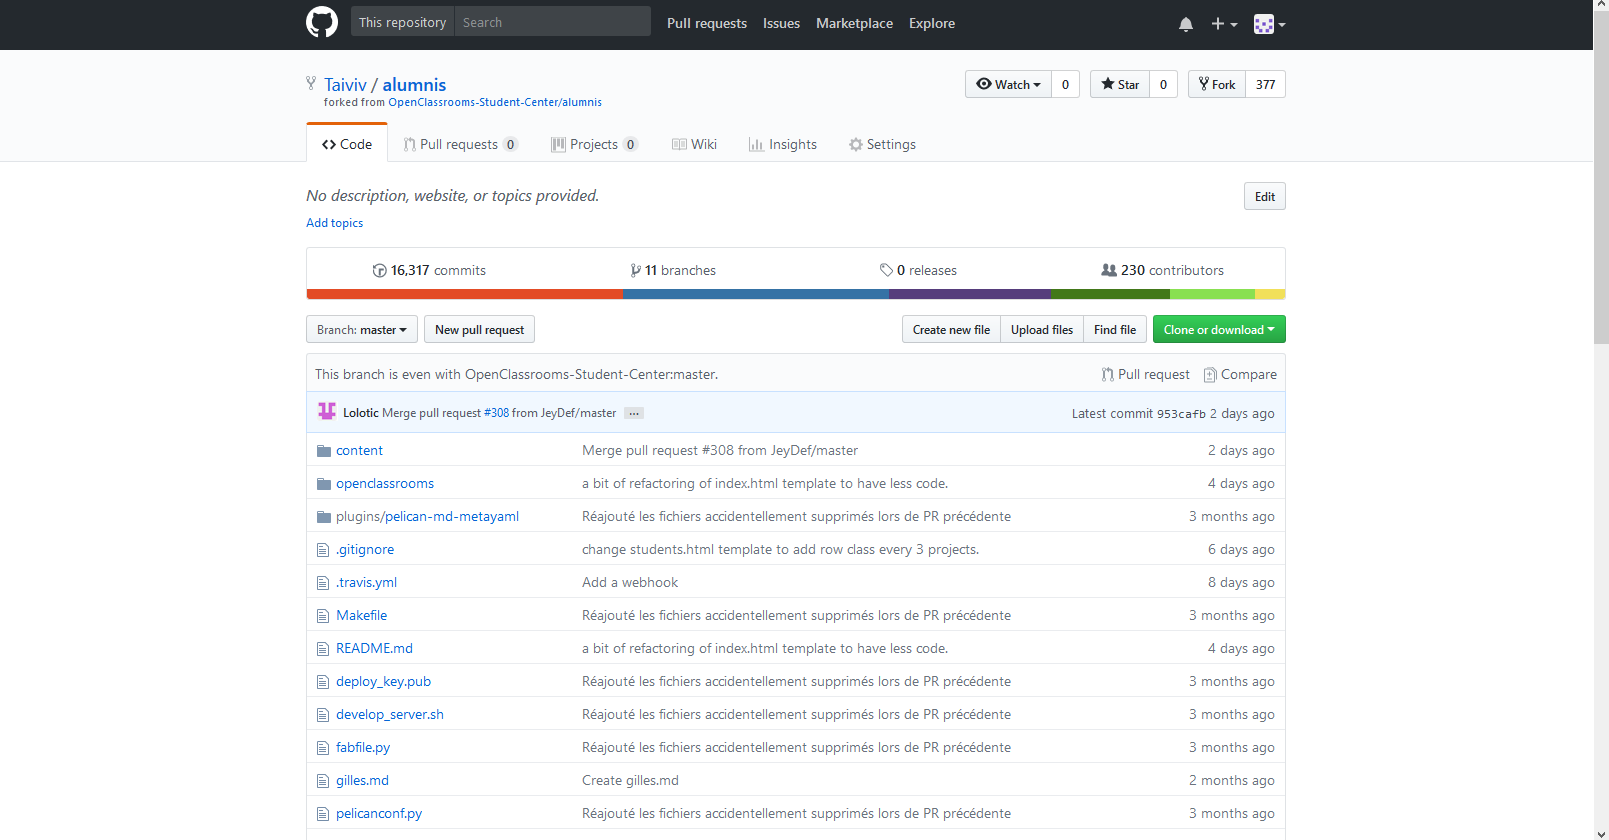 This repository Search Pull requests Issues Marketplace Explore
Taiviv / alumnis Watch 0 Star 0 Fork 377
forked from OpenClassrooms-Student-Center/alumnis
Code Pull requests 0 Projects 0 Wiki Insights Settings
No description, website, or topics provided. Edit
Add topics
16,317 commits 11 branches 0 releases 230 contributors
Branch: master New pull request Create new file Upload files Find file Clone or download
This branch is even with OpenClassrooms-Student-Center:master. Pull request Compare
Lolotic Merge pull request #308 from JeyDef/master ... Latest commit 953cafb 2 days ago
content Merge pull request #308 from JeyDef/master 2 days ago
openclassrooms a bit of refactoring of index.html template to have less code. 4 days ago
plugins/pelican-md-metayaml Réajouté les fichiers accidentellement supprimés lors de PR précédente 3 months ago
.gitignore change students.html template to add row class every 3 projects. 6 days ago
.travis.yml Add a webhook 8 days ago
Makefile Réajouté les fichiers accidentellement supprimés lors de PR précédente 3 months ago
README.md a bit of refactoring of index.html template to have less code. 4 days ago
deploy_key.pub Réajouté les fichiers accidentellement supprimés lors de PR précédente 3 months ago
develop_server.sh Réajouté les fichiers accidentellement supprimés lors de PR précédente 3 months ago
fabfile.py Réajouté les fichiers accidentellement supprimés lors de PR précédente 3 months ago
gilles.md Create gilles.md 2 months ago
pelicanconf.py Réajouté les fichiers accidentellement supprimés lors de PR précédente 3 months ago